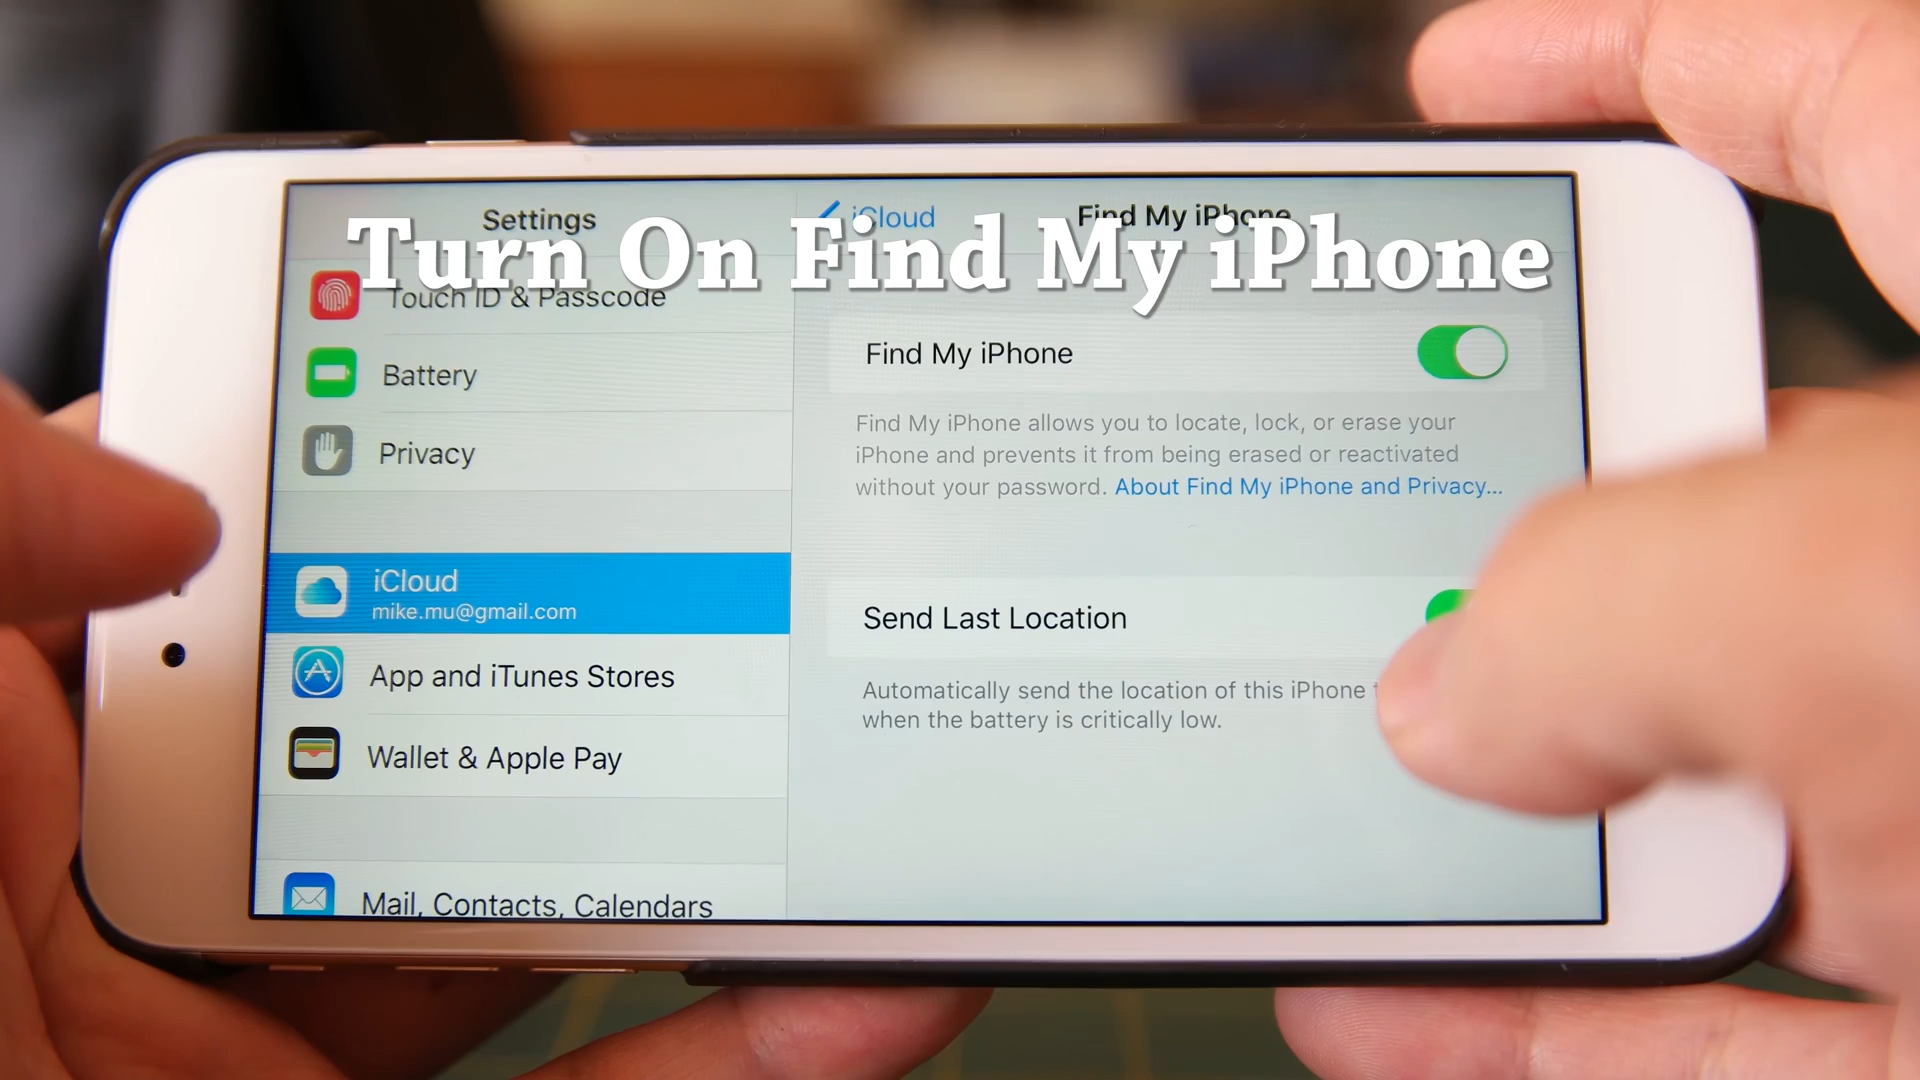 Turn On Find My iPhone
Settings
Touch ID & Passcode
Battery
Privacy
iCloud
mike.mu@gmail.com
App and iTunes Stores
Wallet & Apple Pay
Mail, Contacts, Calendars
iCloud
Find My iPhone
Find My iPhone
Find My iPhone allows you to locate, lock, or erase your
iPhone and prevents it from being erased or reactivated
without your password. About Find My iPhone and Privacy...
Send Last Location
Automatically send the location of this iPhone
when the battery is critically low.